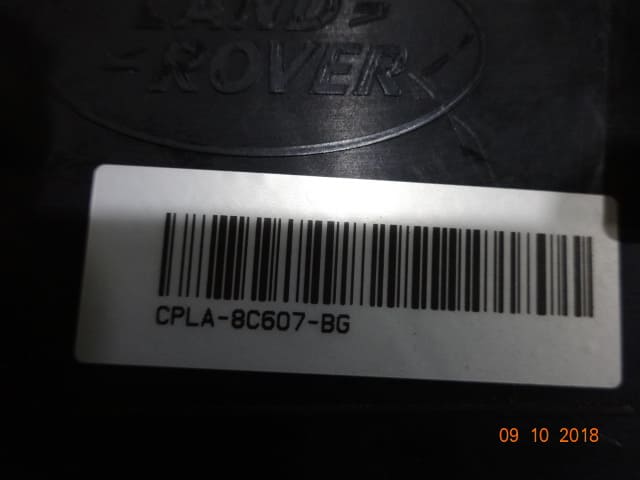 LAND
ROVER
CPLA-8C607-BG
09 10 2018